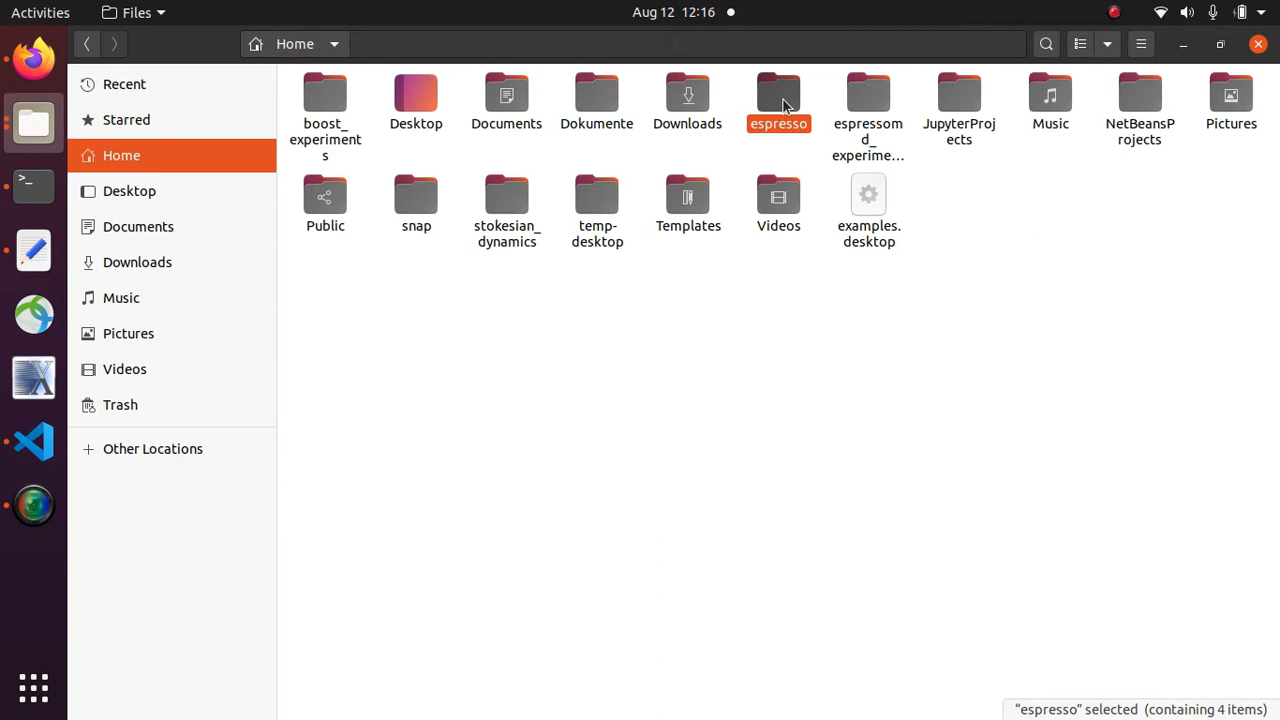 Activities
Files
Aug 12 12:16
Home
Recent
Starred
Home
Desktop
Documents
Downloads
Music
Pictures
Videos
Trash
Other Locations
boost_
experiment
s
Desktop
Documents
Dokumente
Downloads
espresso
espressom
d_
experime...
JupyterProj
ects
Music
NetBeansP
rojects
Pictures
Public
snap
stokesian_
dynamics
temp-
desktop
Templates
Videos
examples.
desktop
"espresso" selected (containing 4 items)